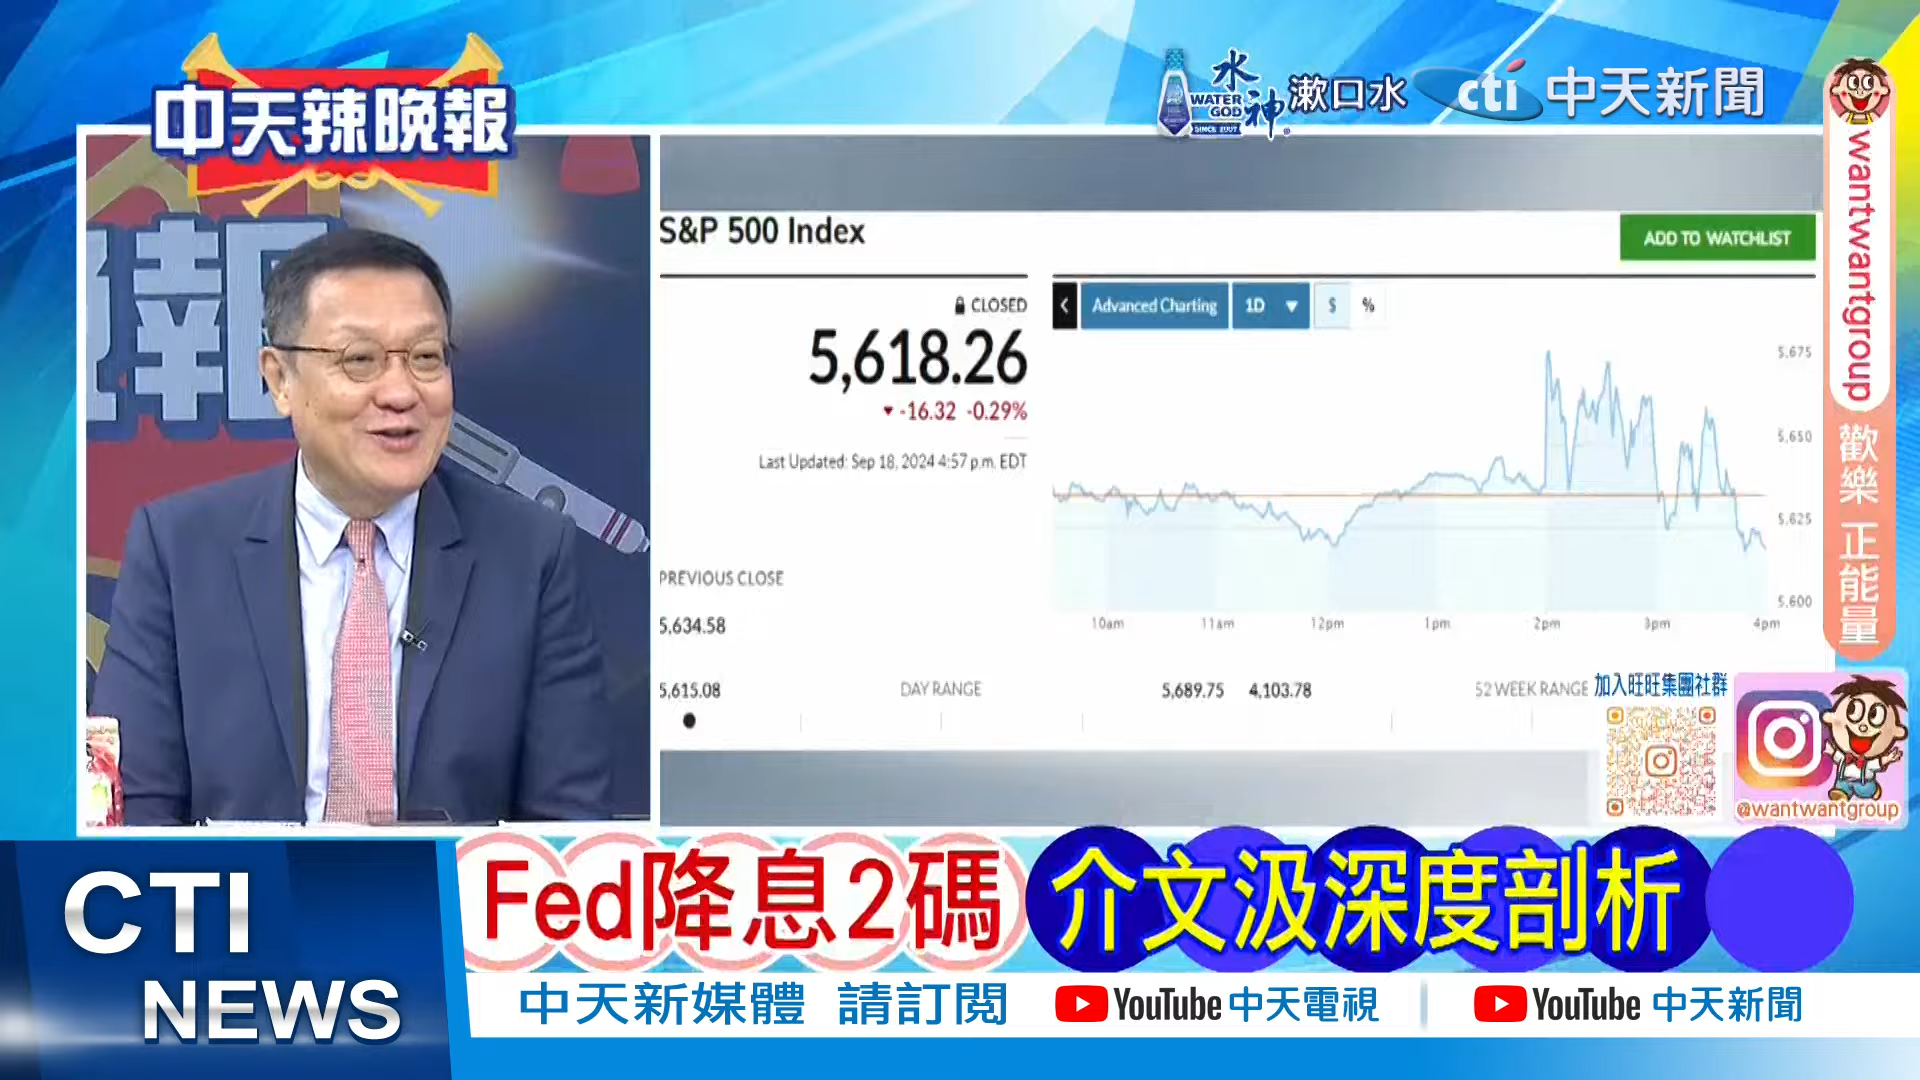 中天辣晚報
水神
WATER GOD
SINCE 2007
漱口水
cti 中天新聞
wantwantgroup
歡樂 正能量
報
S&P 500 Index
ADD TO WATCHLIST
CLOSED
5,618.26
-16.32 -0.29%
Last Updated: Sep 18, 2024 4:57 p.m. EDT
PREVIOUS CLOSE
5,634.58
Advanced Charting 1D $ %
5,675
5,650
5,625
5,600
10am 11am 12pm 1pm 2pm 3pm 4pm
5,615.08 DAY RANGE 5,689.75 4,103.78 52 WEEK RANGE
加入旺旺集團社群
@wantwantgroup
Fed降息2碼 介文汲深度剖析
CTI NEWS
中天新媒體 請訂閱 YouTube 中天電視 YouTube 中天新聞